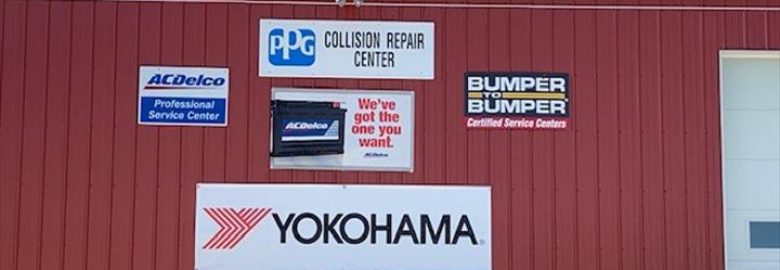 PPG COLLISION REPAIR
CENTER
ACDelco
Professional
Service Center
We've
got the
one you
want.
ACDelco
ACDelco
BUMPER
TO
BUMPER
Certified Service Centers
YOKOHAMA